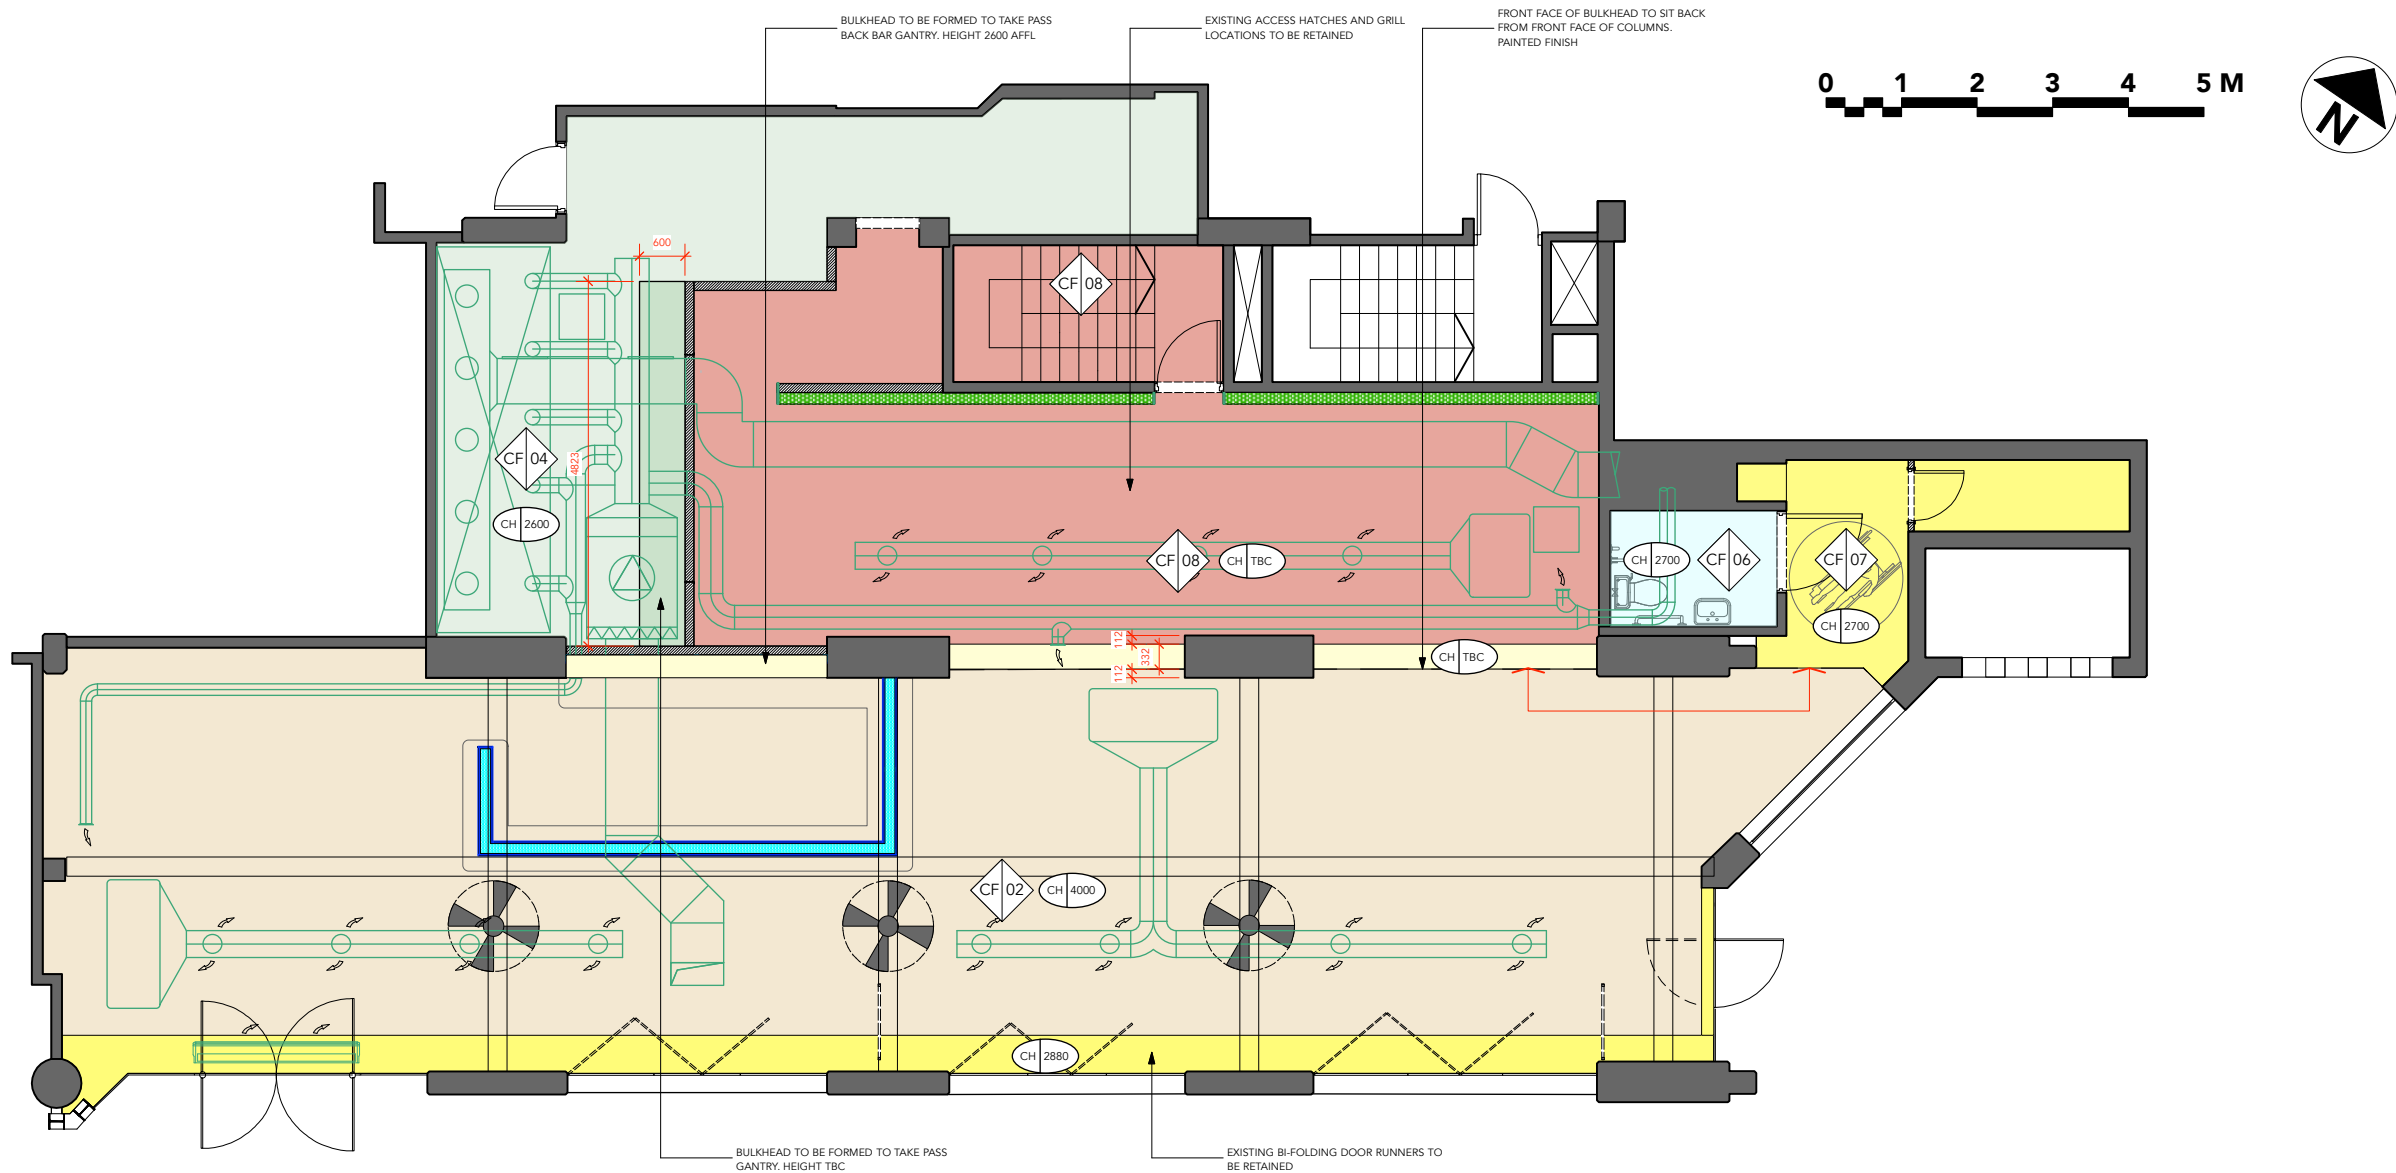 BULKHEAD TO BE FORMED TO TAKE PASS
BACK BAR GANTRY. HEIGHT 2600 AFFL
EXISTING ACCESS HATCHES AND GRILL
LOCATIONS TO BE RETAINED
FRONT FACE OF BULKHEAD TO SIT BACK
FROM FRONT FACE OF COLUMNS.
PAINTED FINISH
0 1 2 3 4 5 M
N
600
CF 08
4823
CF 04
CH 2600
CF 08
CH TBC
CH 2700
CF 06
CF 07
CH 2700
112
332
112
CH TBC
CF 02
CH 4000
CH 2880
BULKHEAD TO BE FORMED TO TAKE PASS
GANTRY. HEIGHT TBC
EXISTING BI-FOLDING DOOR RUNNERS TO
BE RETAINED